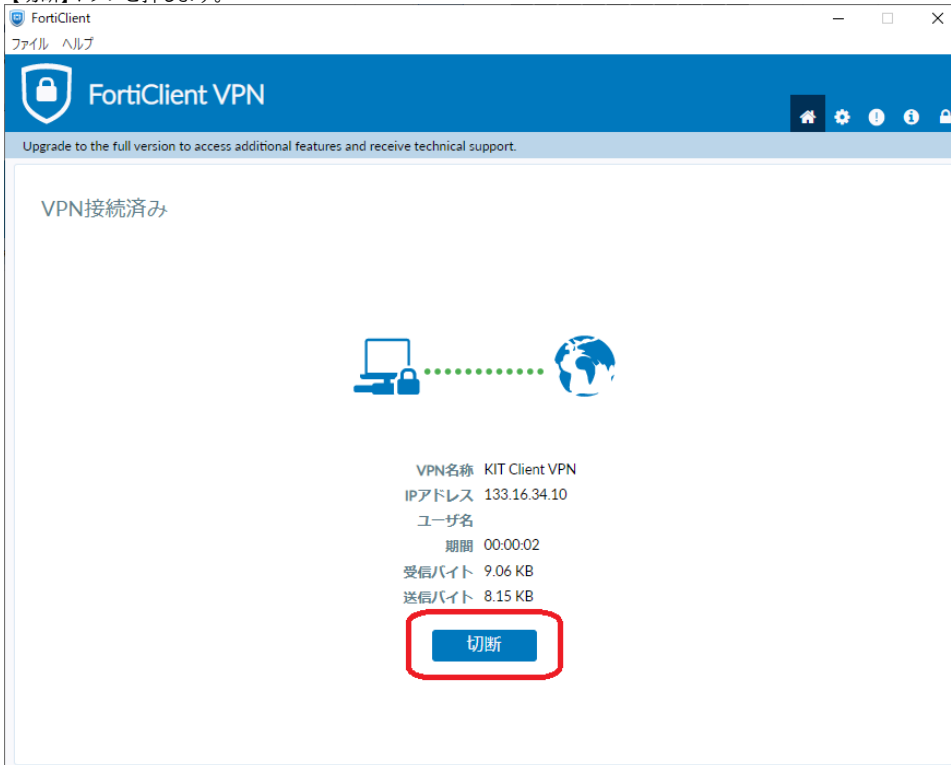 FortiClient
ファイル ヘルプ
FortiClient VPN
Upgrade to the full version to access additional features and receive technical support.
VPN接続済み
VPN名称 KIT Client VPN
IPアドレス 133.16.34.10
ユーザ名
期間 00:00:02
受信バイト 9.06 KB
送信バイト 8.15 KB
切断